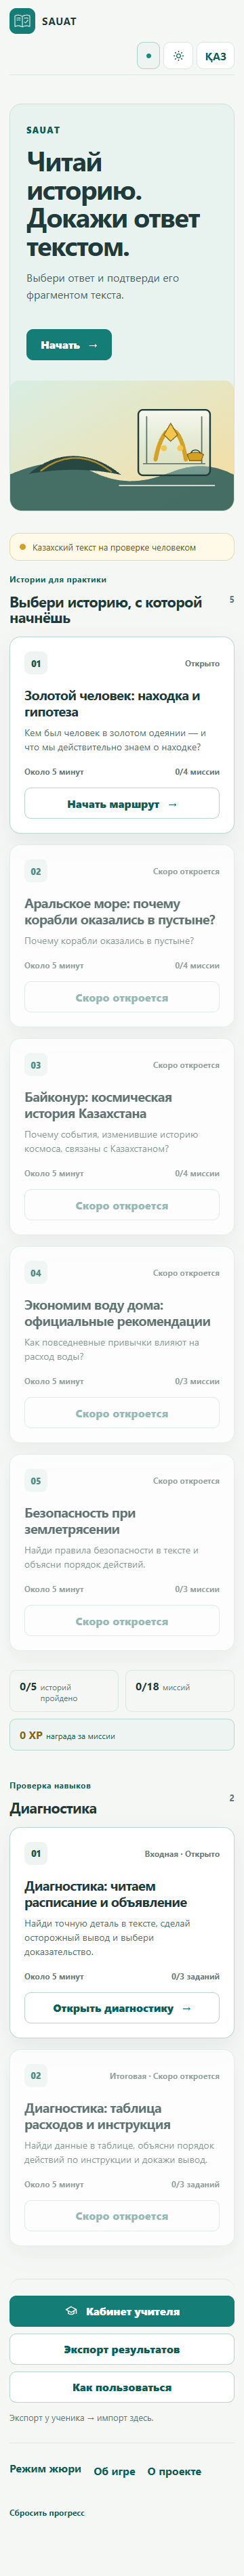 SAUAT
ҚАЗ
SAUAT
Читай
историю.
Докажи ответ
текстом.
Выбери ответ и подтверди его
фрагментом текста.
Начать →
Казахский текст на проверке человеком
Истории для практики
Выбери историю, с которой
начнёшь
5
01
Открыто
Золотой человек: находка и
гипотеза
Кем был человек в золотом одеянии — и
что мы действительно знаем о находке?
Около 5 минут
0/4 миссии
Начать маршрут →
02
Скоро откроется
Аральское море: почему
корабли оказались в пустыне?
Почему корабли оказались в пустыне?
Около 5 минут
0/4 миссии
Скоро откроется
03
Скоро откроется
Байконур: космическая
история Казахстана
Почему события, изменившие историю
космоса, связаны с Казахстаном?
Около 5 минут
0/4 миссии
Скоро откроется
04
Скоро откроется
Экономим воду дома:
официальные рекомендации
Как повседневные привычки влияют на
расход воды?
Около 5 минут
0/3 миссии
Скоро откроется
05
Скоро откроется
Безопасность при
землетрясении
Найди правила безопасности в тексте и
объясни порядок действий.
Около 5 минут
0/3 миссии
Скоро откроется
0/5 историй
пройдено
0/18 миссий
0 XP награда за миссии
Проверка навыков
Диагностика
2
01
Входная · Открыто
Диагностика: читаем
расписание и объявление
Найди точную деталь в тексте, сделай
осторожный вывод и выбери
доказательство.
Около 5 минут
0/3 заданий
Открыть диагностику →
02
Итоговая · Скоро откроется
Диагностика: таблица
расходов и инструкция
Найди данные в таблице, объясни порядок
действий по инструкции и докажи вывод.
Около 5 минут
0/3 заданий
Скоро откроется
Кабинет учителя
Экспорт результатов
Как пользоваться
Экспорт у ученика → импорт здесь.
Режим жюри
Об игре
О проекте
Сбросить прогресс